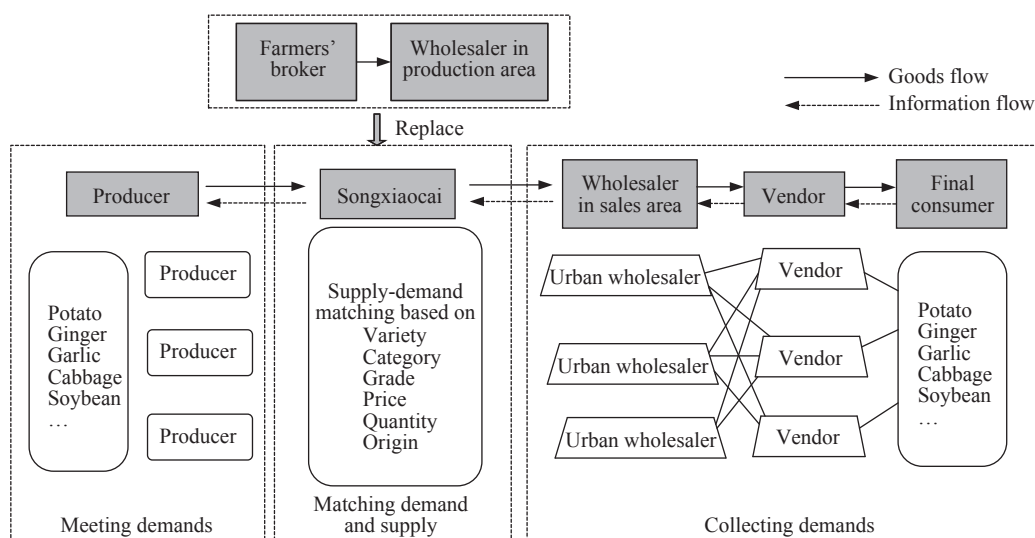 Farmers'
broker
Wholesaler in
production area
Goods flow
Information flow
Replace
Producer
Songxiaocai
Wholesaler
in sales area
Vendor
Final
consumer
Potato
Ginger
Garlic
Cabbage
Soybean
…
Producer
Producer
Producer
Supply-demand
matching based on
Variety
Category
Grade
Price
Quantity
Origin
Urban wholesaler
Urban wholesaler
Urban wholesaler
Vendor
Vendor
Vendor
Potato
Ginger
Garlic
Cabbage
Soybean
…
Meeting demands
Matching demand
and supply
Collecting demands